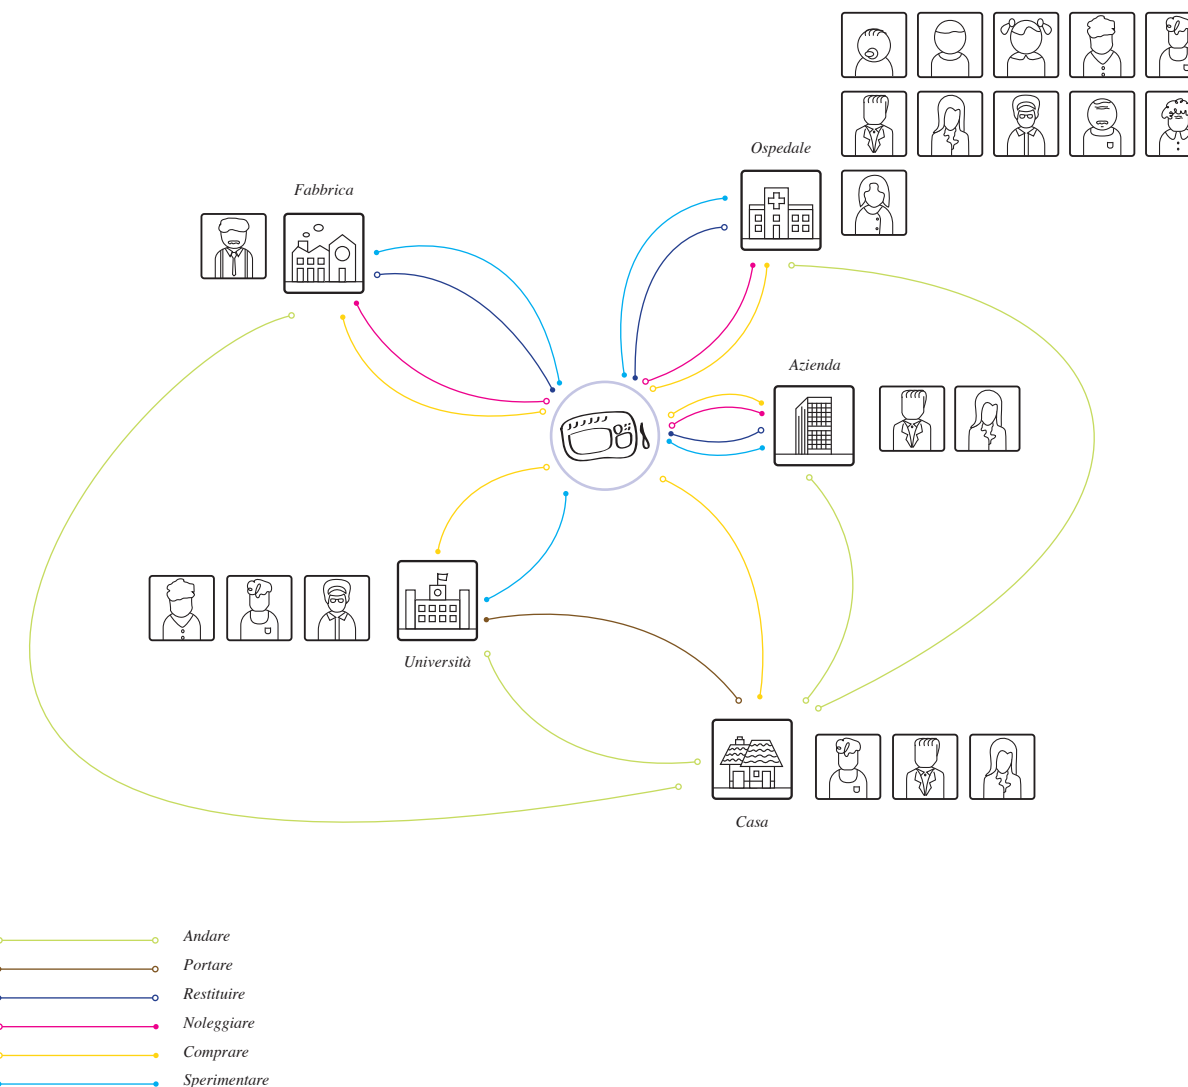 Ospedale
Fabbrica
Azienda
Università
Casa
Andare
Portare
Restituire
Noleggiare
Comprare
Sperimentare